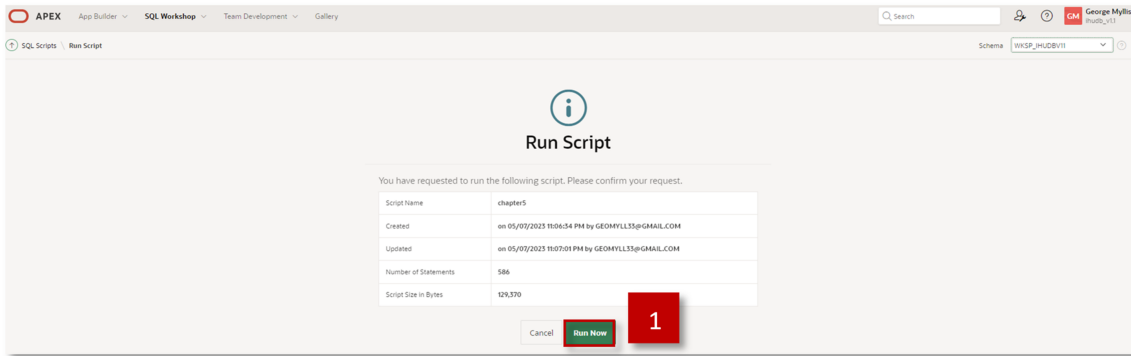 APEX App Builder SQL Workshop Team Development Gallery Search GM George Myllis
ihudb_v1.1
SQL Scripts \ Run Script Schema WKSP_IHUDBV11
Run Script
You have requested to run the following script. Please confirm your request.
Script Name chapter5
Created on 05/07/2023 11:06:34 PM by GEOMYLL33@GMAIL.COM
Updated on 05/07/2023 11:07:01 PM by GEOMYLL33@GMAIL.COM
Number of Statements 586
Script Size in Bytes 129,370
Cancel Run Now 1